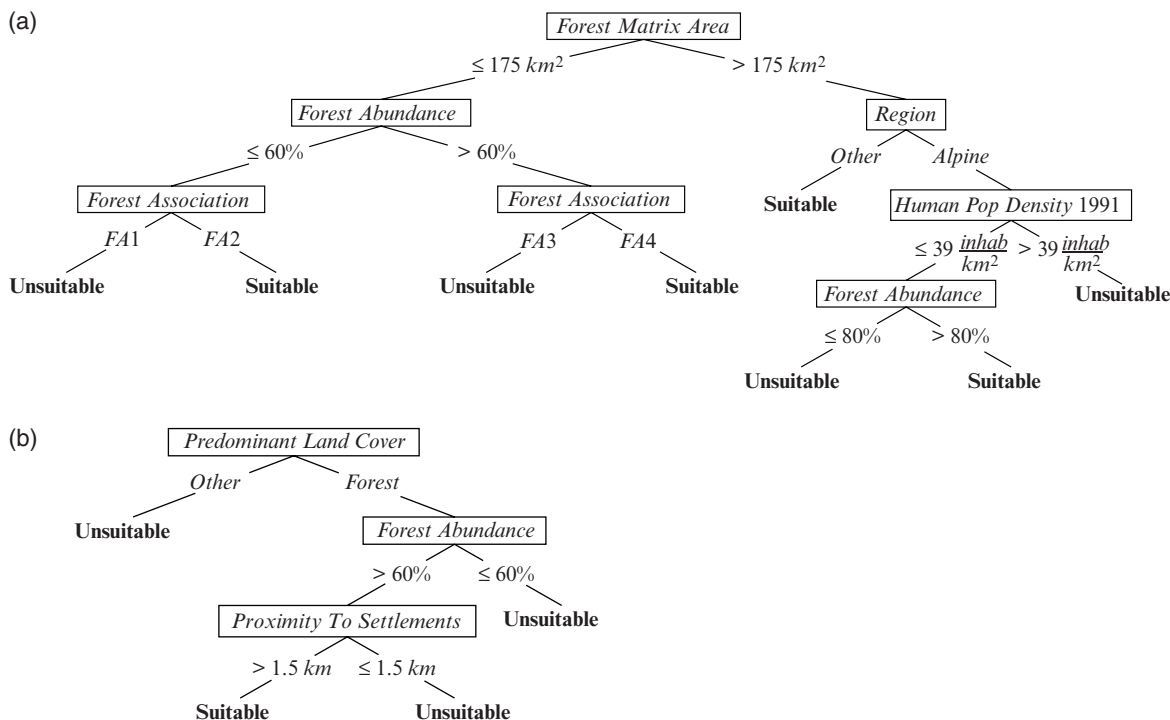 (a)
Forest Matrix Area
≤ 175 km² > 175 km²
Forest Abundance Region
≤ 60% > 60% Other Alpine
Forest Association Forest Association Suitable Human Pop Density 1991
FA1 FA2 FA3 FA4 ≤ 39 inhab/km² > 39 inhab/km²
Unsuitable Suitable Unsuitable Suitable Forest Abundance Unsuitable
≤ 80% > 80%
Unsuitable Suitable
(b)
Predominant Land Cover
Other Forest
Unsuitable Forest Abundance
> 60% ≤ 60%
Proximity To Settlements Unsuitable
> 1.5 km ≤ 1.5 km
Suitable Unsuitable